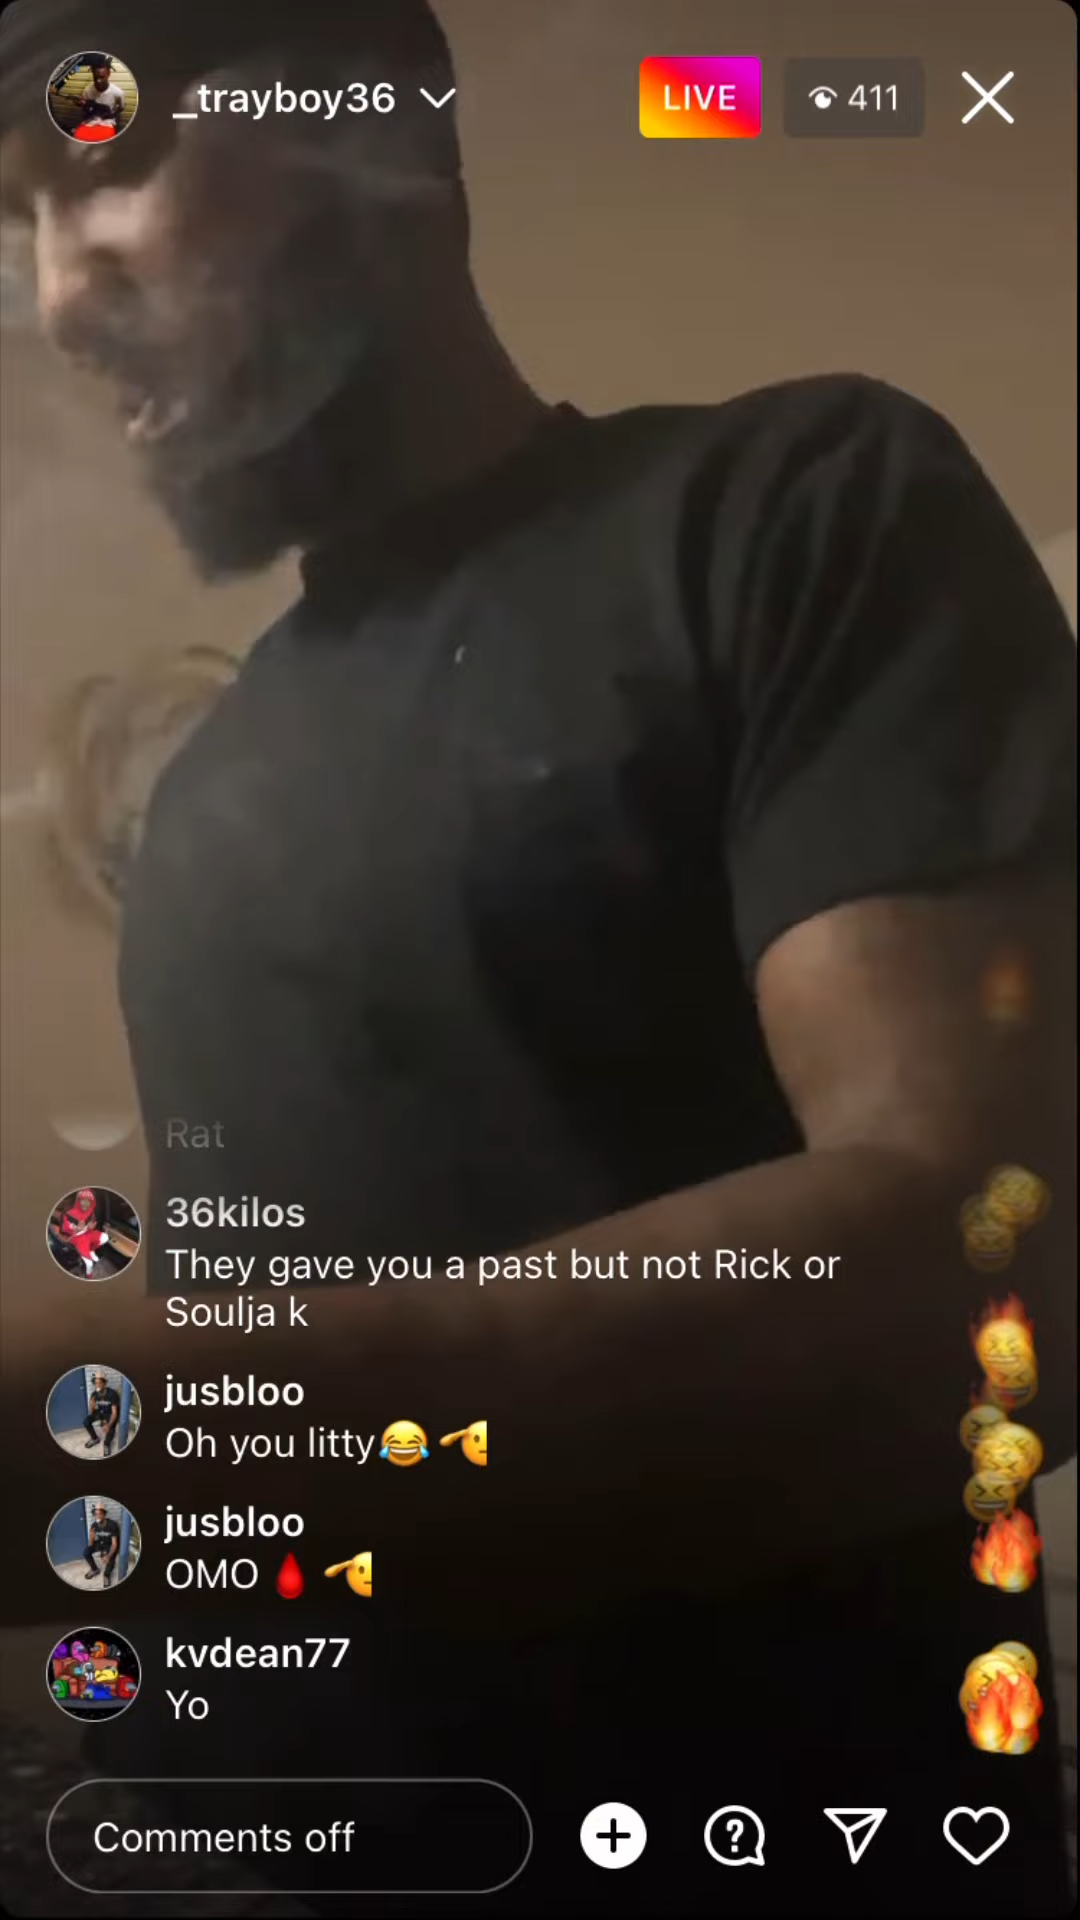 _trayboy36
LIVE
411
Rat
36kilos
They gave you a past but not Rick or
Soulja k
jusbloo
Oh you litty😂🫡
jusbloo
OMO🩸🫡
kvdean77
Yo
Comments off